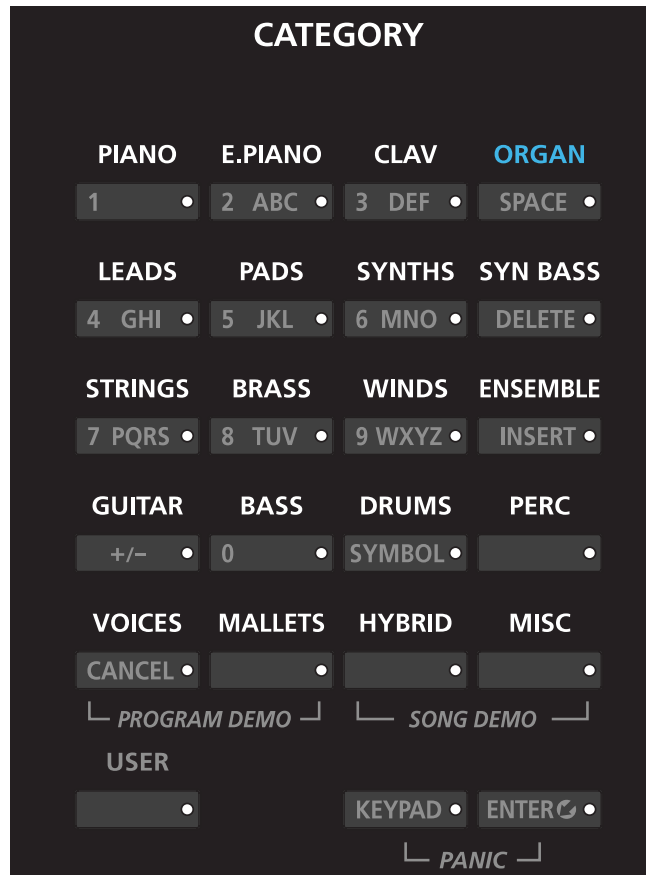 CATEGORY
PIANO E.PIANO CLAV ORGAN
1 2 ABC 3 DEF SPACE
LEADS PADS SYNTHS SYN BASS
4 GHI 5 JKL 6 MNO DELETE
STRINGS BRASS WINDS ENSEMBLE
7 PQRS 8 TUV 9 WXYZ INSERT
GUITAR BASS DRUMS PERC
+/− 0 SYMBOL
VOICES MALLETS HYBRID MISC
CANCEL
PROGRAM DEMO SONG DEMO
USER
KEYPAD ENTER
PANIC